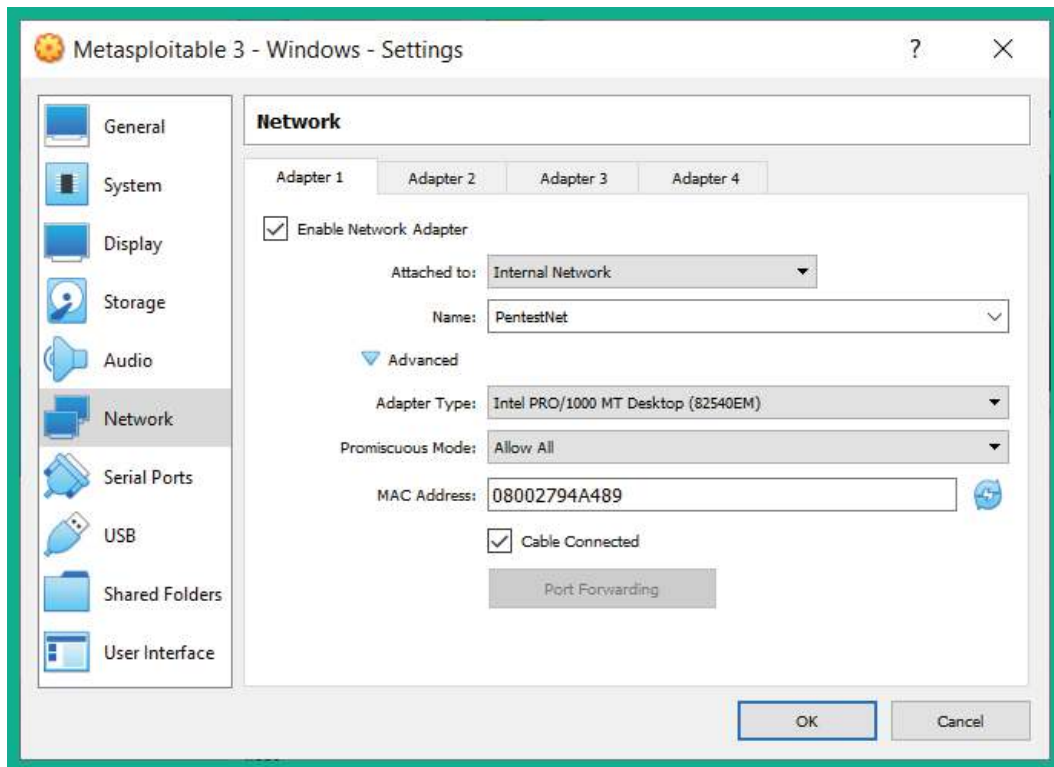 Metasploitable 3 - Windows - Settings
?
General
System
Display
Storage
Audio
Network
Serial Ports
USB
Shared Folders
User Interface
Network
Adapter 1
Adapter 2
Adapter 3
Adapter 4
Enable Network Adapter
Attached to: Internal Network
Name: PentestNet
Advanced
Adapter Type: Intel PRO/1000 MT Desktop (82540EM)
Promiscuous Mode: Allow All
MAC Address: 08002794A489
Cable Connected
Port Forwarding
OK
Cancel